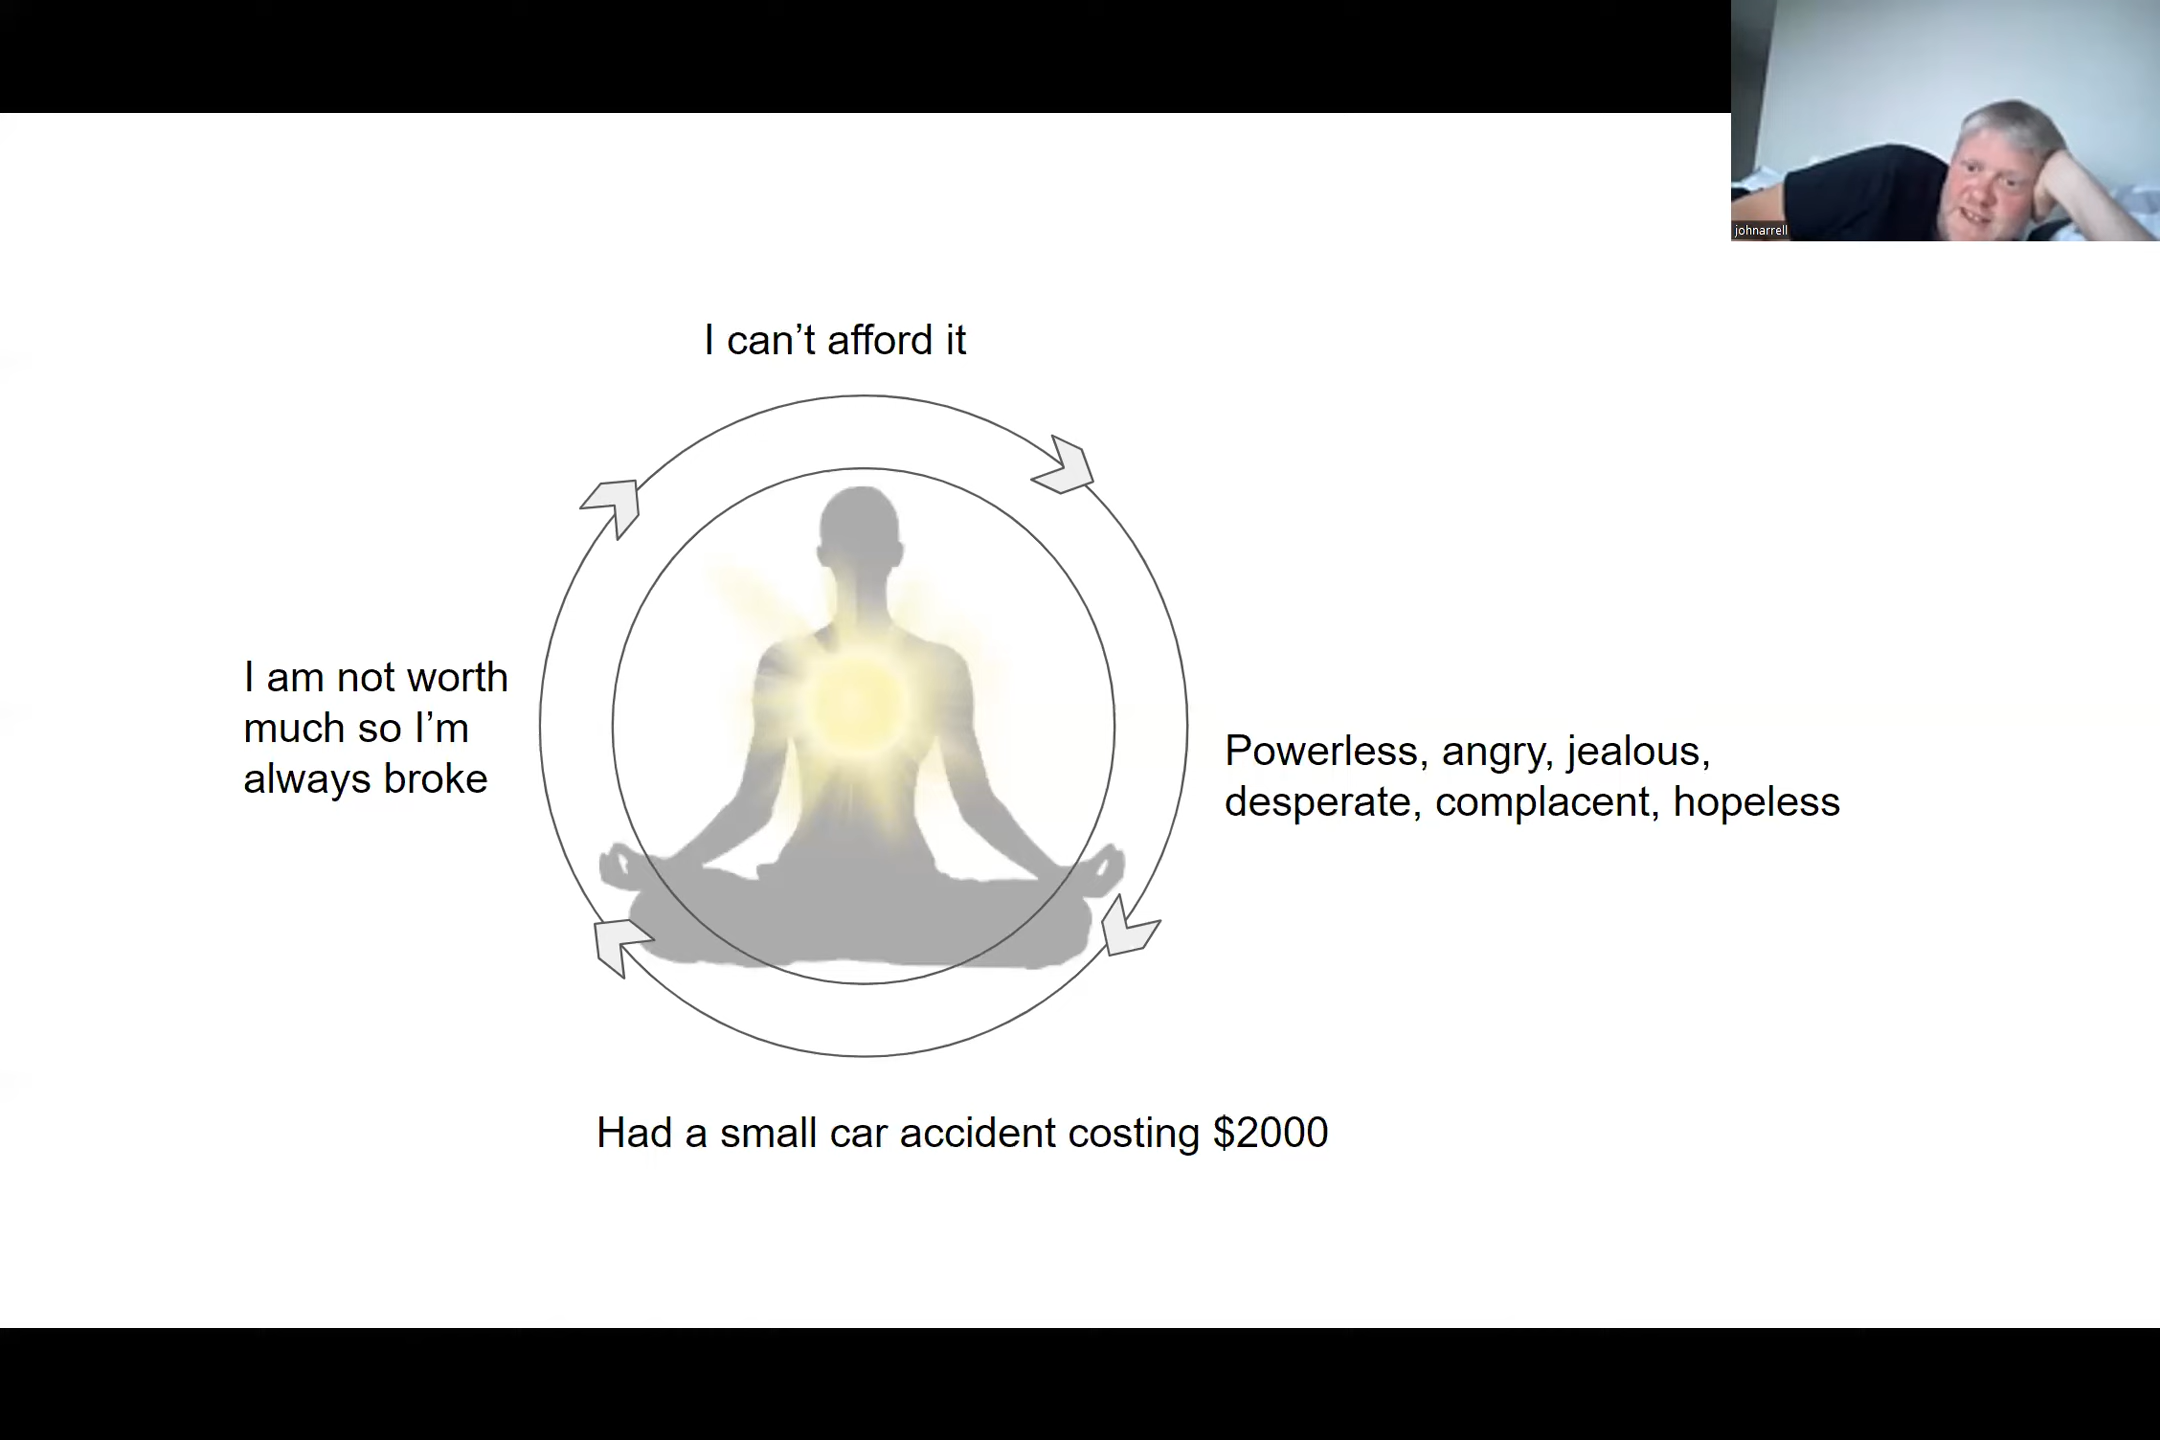 johnarrell
I can’t afford it
I am not worth
much so I’m
always broke
Powerless, angry, jealous,
desperate, complacent, hopeless
Had a small car accident costing $2000